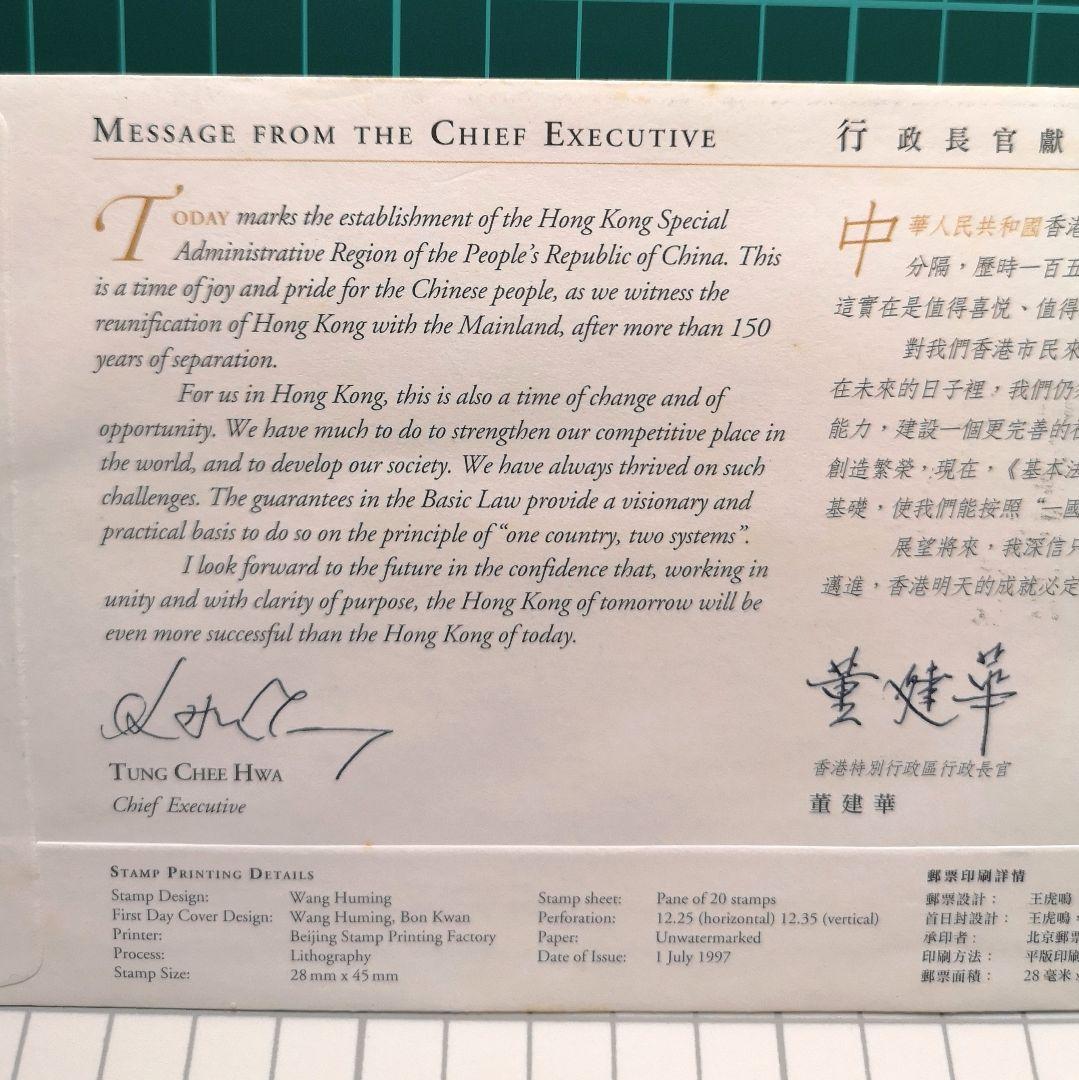 MESSAGE FROM THE CHIEF EXECUTIVE
TODAY marks the establishment of the Hong Kong Special
Administrative Region of the People's Republic of China. This
is a time of joy and pride for the Chinese people, as we witness the
reunification of Hong Kong with the Mainland, after more than 150
years of separation.
For us in Hong Kong, this is also a time of change and of
opportunity. We have much to do to strengthen our competitive place in
the world, and to develop our society. We have always thrived on such
challenges. The guarantees in the Basic Law provide a visionary and
practical basis to do so on the principle of “one country, two systems”.
I look forward to the future in the confidence that, working in
unity and with clarity of purpose, the Hong Kong of tomorrow will be
even more successful than the Hong Kong of today.
TUNG CHEE HWA
Chief Executive
行政長官獻
中華人民共和國香港
分隔，歷時一百五
這實在是值得喜悅、值得
對我們香港市民來
在未來的日子裡，我們仍
能力，建設一個更完善的
創造繁榮，現在，《基本法
基礎，使我們能按照“一國
展望將來，我深信只
邁進，香港明天的成就必定
董建華
香港特別行政區行政長官
董建華
STAMP PRINTING DETAILS
Stamp Design: Wang Huming
First Day Cover Design: Wang Huming, Bon Kwan
Printer: Beijing Stamp Printing Factory
Process: Lithography
Stamp Size: 28 mm x 45 mm
Stamp sheet: Pane of 20 stamps
Perforation: 12.25 (horizontal) 12.35 (vertical)
Paper: Unwatermarked
Date of Issue: 1 July 1997
郵票印刷詳情
郵票設計： 王虎鳴
首日封設計： 王虎鳴，
承印者： 北京郵票
印刷方法： 平版印刷
郵票面積： 28 毫米